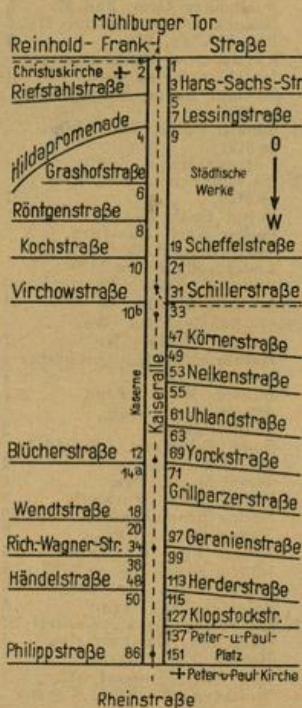 Mühlburger Tor
Reinhold- Frank- Straße
Christuskirche 2 1
3 Hans-Sachs-Str.
Riefstahlstraße
5
7 Lessingstraße
Hildapromenade 4 9
O
Städtische
Werke
W
Grashofstraße
6
Röntgenstraße
8
Kochstraße 19 Scheffelstraße
10 21
Virchowstraße 31 Schillerstraße
10b 33
Kaiserallee
Kaserne
47 Körnerstraße
49
53 Nelkenstraße
55
61 Uhlandstraße
63
Blücherstraße 12 69 Yorckstraße
14a 71
Grillparzerstraße
Wendtstraße 18
20
Rich.-Wagner-Str. 34 97 Geranienstraße
38 99
Händelstraße 48 113 Herderstraße
50 115
127 Klopstockstr.
137 Peter-u.-Paul-
Philippstraße 86 151 Platz
Peter-u-Paul-Kirche
Rheinstraße